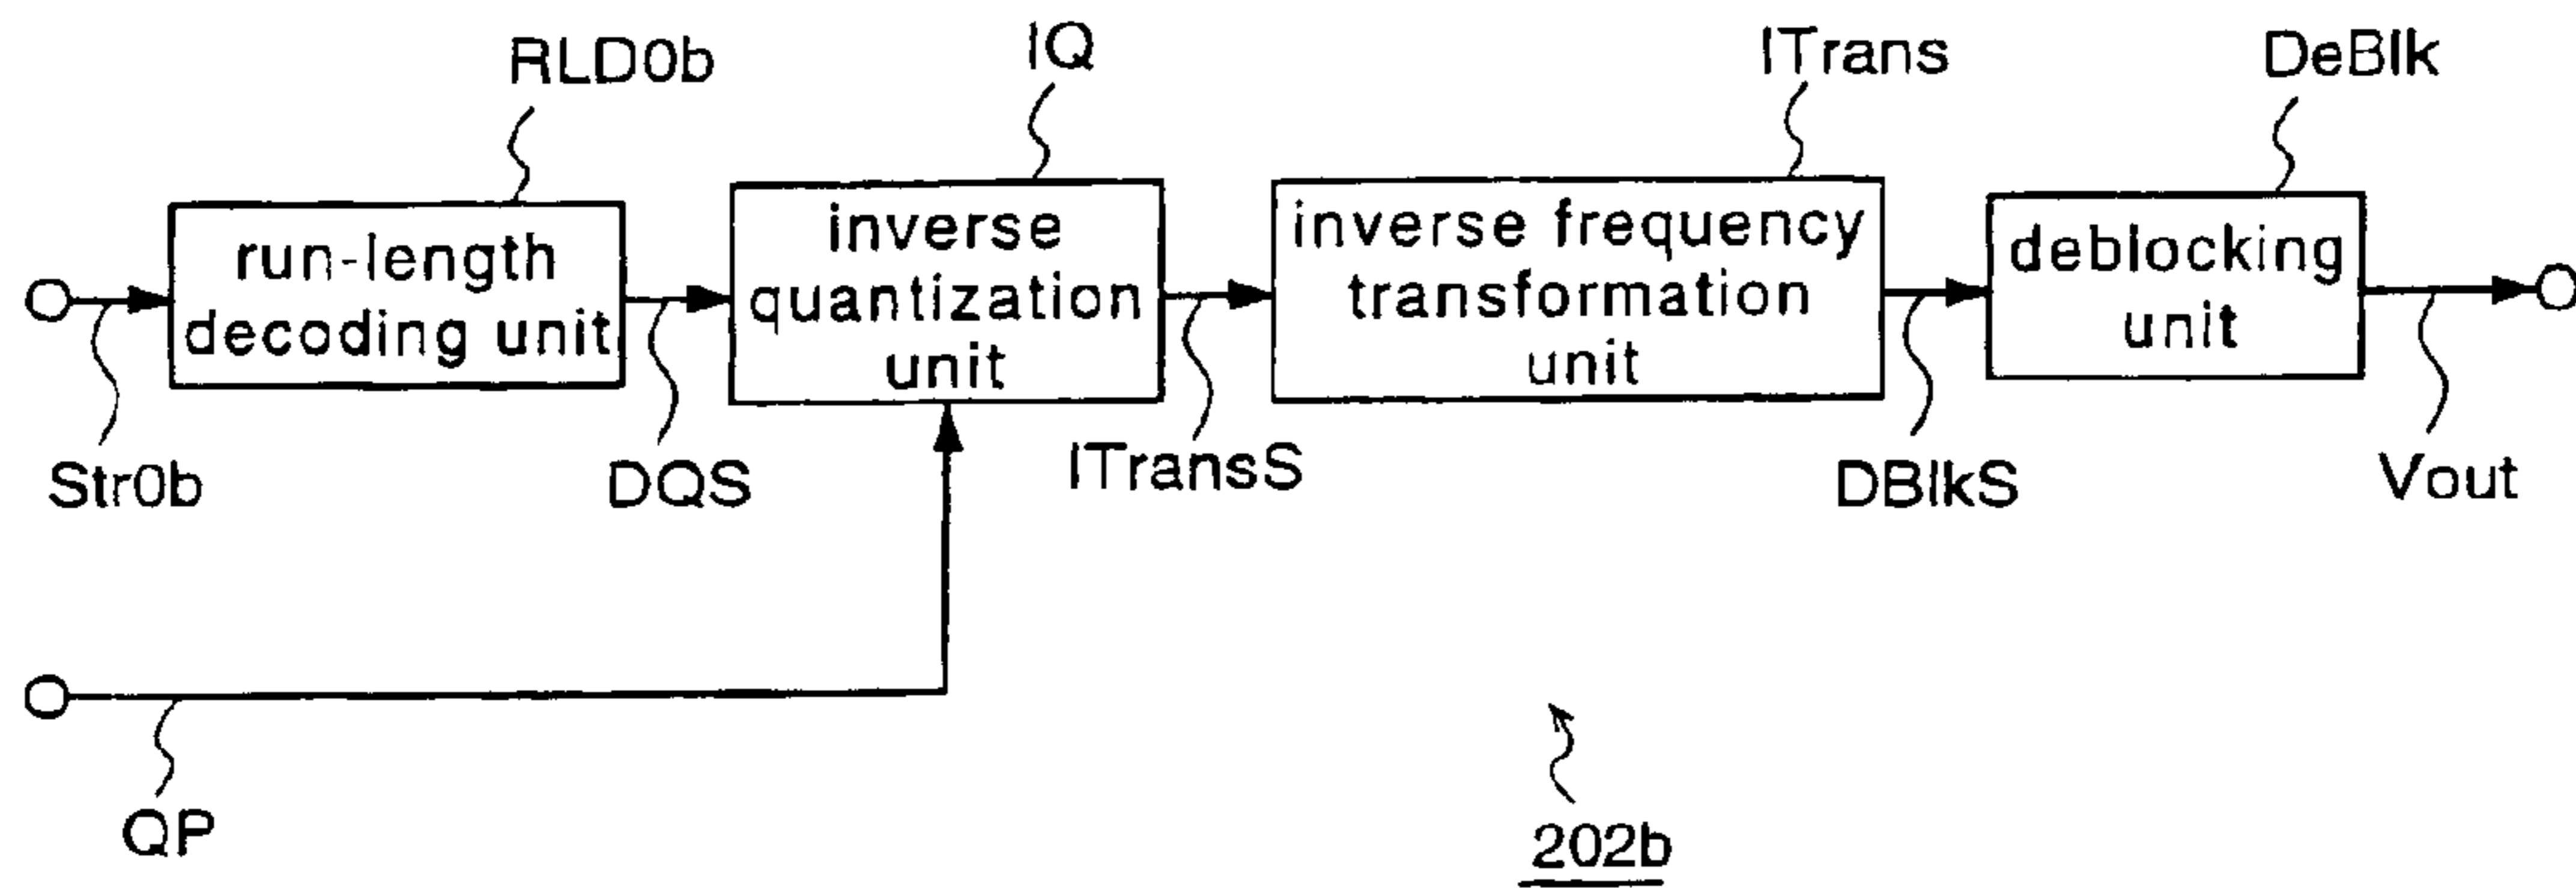 RLD0b
IQ
ITrans
DeBlk
run-length
decoding unit
inverse
quantization
unit
inverse frequency
transformation
unit
deblocking
unit
Str0b
DQS
ITransS
DBlkS
Vout
QP
202b